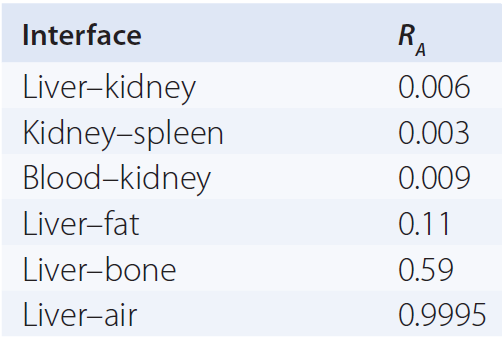 Interface R_A
Liver–kidney 0.006
Kidney–spleen 0.003
Blood–kidney 0.009
Liver–fat 0.11
Liver–bone 0.59
Liver–air 0.9995